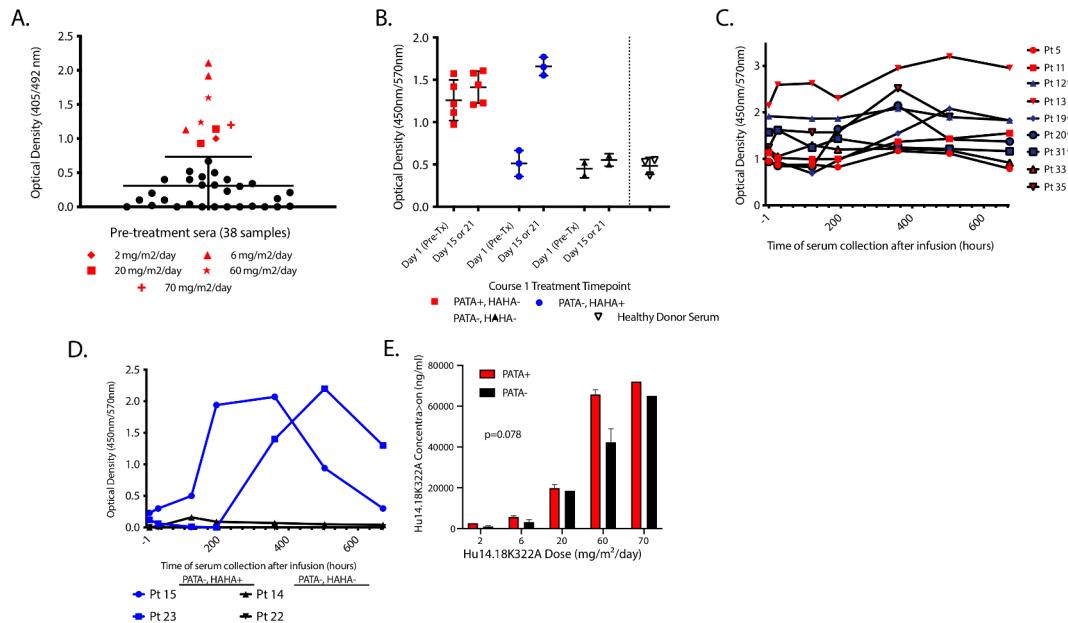 A.
Optical Density (405/492 nm)
2.5
2.0
1.5
1.0
0.5
0.0
Pre-treatment sera (38 samples)
2 mg/m2/day
6 mg/m2/day
20 mg/m2/day
60 mg/m2/day
70 mg/m2/day
B.
Optical Density (450nm/570nm)
2.0
1.5
1.0
0.5
0.0
Day 1 (Pre-Tx)
Day 15 or 21
Day 1 (Pre-Tx)
Day 15 or 21
Day 1 (Pre-Tx)
Day 15 or 21
Course 1 Treatment Timepoint
PATA+, HAHA-
PATA-, HAHA+
PATA-, HAHA-
Healthy Donor Serum
C.
Optical Density (450nm/570nm)
3
2
1
0
-1
200
400
600
Time of serum collection after infusion (hours)
Pt 5
Pt 11
Pt 12*
Pt 13
Pt 19*
Pt 20*
Pt 31*
Pt 33
Pt 35
D.
Optical Density (450nm/570nm)
2.5
2.0
1.5
1.0
0.5
0.0
-1
200
400
600
Time of serum collection after infusion (hours)
PATA-, HAHA+
PATA-, HAHA-
Pt 15
Pt 14
Pt 23
Pt 22
E.
Hu14.18K322A Concentra>on (ng/ml)
80000
60000
40000
20000
0
PATA+
PATA-
p=0.078
2
6
20
60
70
Hu14.18K322A Dose (mg/m²/day)